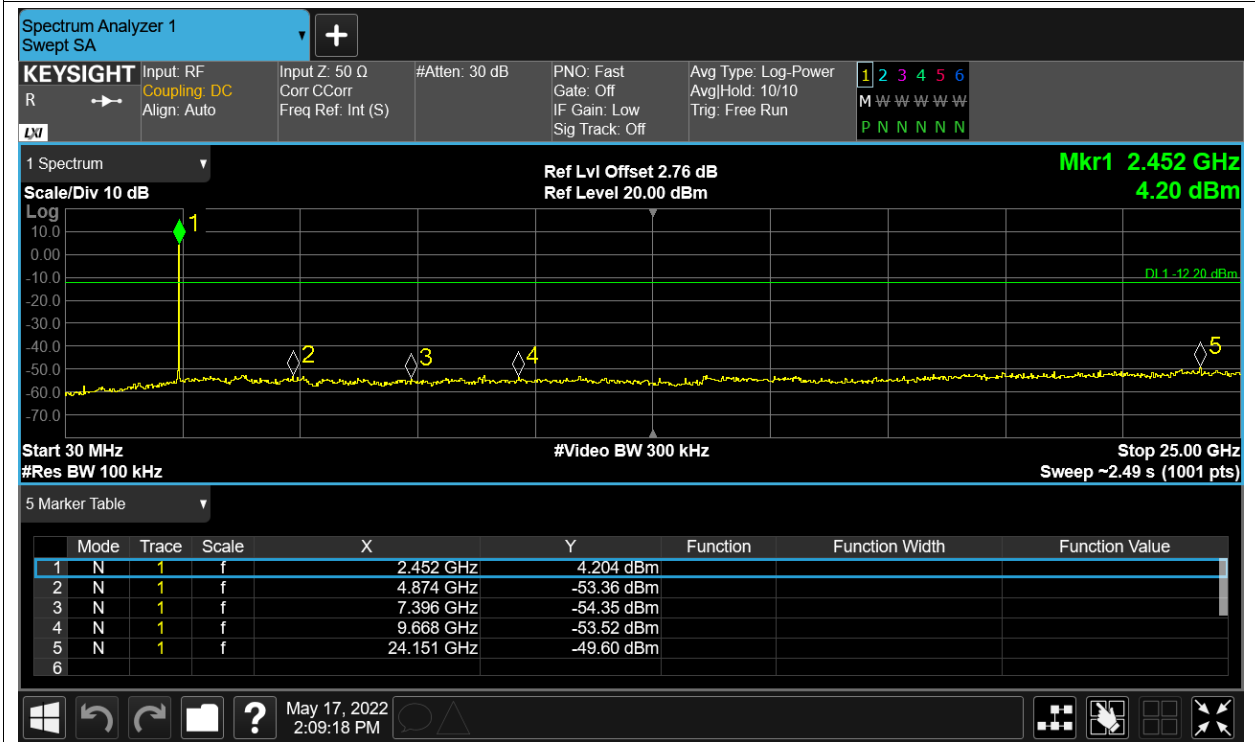 Spectrum Analyzer 1
Swept SA
KEYSIGHT
R
LXI
Input: RF
Coupling: DC
Align: Auto
Input Z: 50 Ω
Corr CCorr
Freq Ref: Int (S)
#Atten: 30 dB
PNO: Fast
Gate: Off
IF Gain: Low
Sig Track: Off
Avg Type: Log-Power
Avg|Hold: 10/10
Trig: Free Run
1 2 3 4 5 6
M W W W W W
P N N N N N
1 Spectrum
Scale/Div 10 dB
Ref Lvl Offset 2.76 dB
Ref Level 20.00 dBm
Mkr1 2.452 GHz
4.20 dBm
Log
10.0
0.00
-10.0
-20.0
-30.0
-40.0
-50.0
-60.0
-70.0
1
2
3
4
5
DL1 -12.20 dBm
Start 30 MHz
#Video BW 300 kHz
Stop 25.00 GHz
#Res BW 100 kHz
Sweep ~2.49 s (1001 pts)
5 Marker Table
Mode Trace Scale X Y Function Function Width Function Value
1 N 1 f 2.452 GHz 4.204 dBm
2 N 1 f 4.874 GHz -53.36 dBm
3 N 1 f 7.396 GHz -54.35 dBm
4 N 1 f 9.668 GHz -53.52 dBm
5 N 1 f 24.151 GHz -49.60 dBm
6
?
May 17, 2022
2:09:18 PM